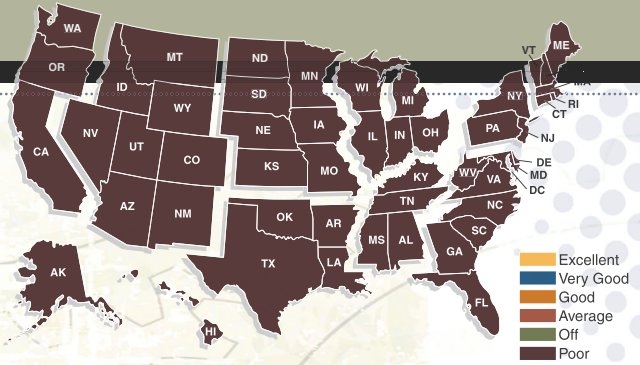 WA
OR
CA
NV
ID
MT
WY
UT
CO
AZ
NM
ND
SD
NE
KS
OK
TX
MN
IA
MO
AR
LA
WI
IL
MI
IN
OH
KY
TN
MS
AL
GA
FL
SC
NC
VA
WV
PA
NY
VT
ME
MA
RI
CT
NJ
DE
MD
DC
AK
HI
Excellent
Very Good
Good
Average
Off
Poor